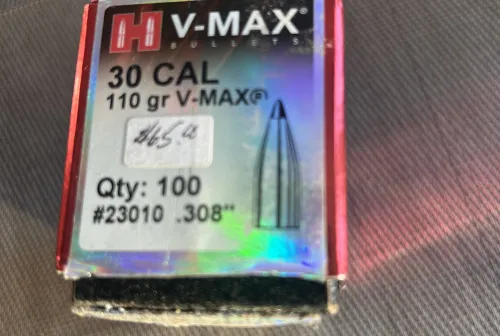 H V-MAX®
BULLETS
30 CAL
110 gr V-MAX®
$65.00
Qty: 100
#23010 .308"